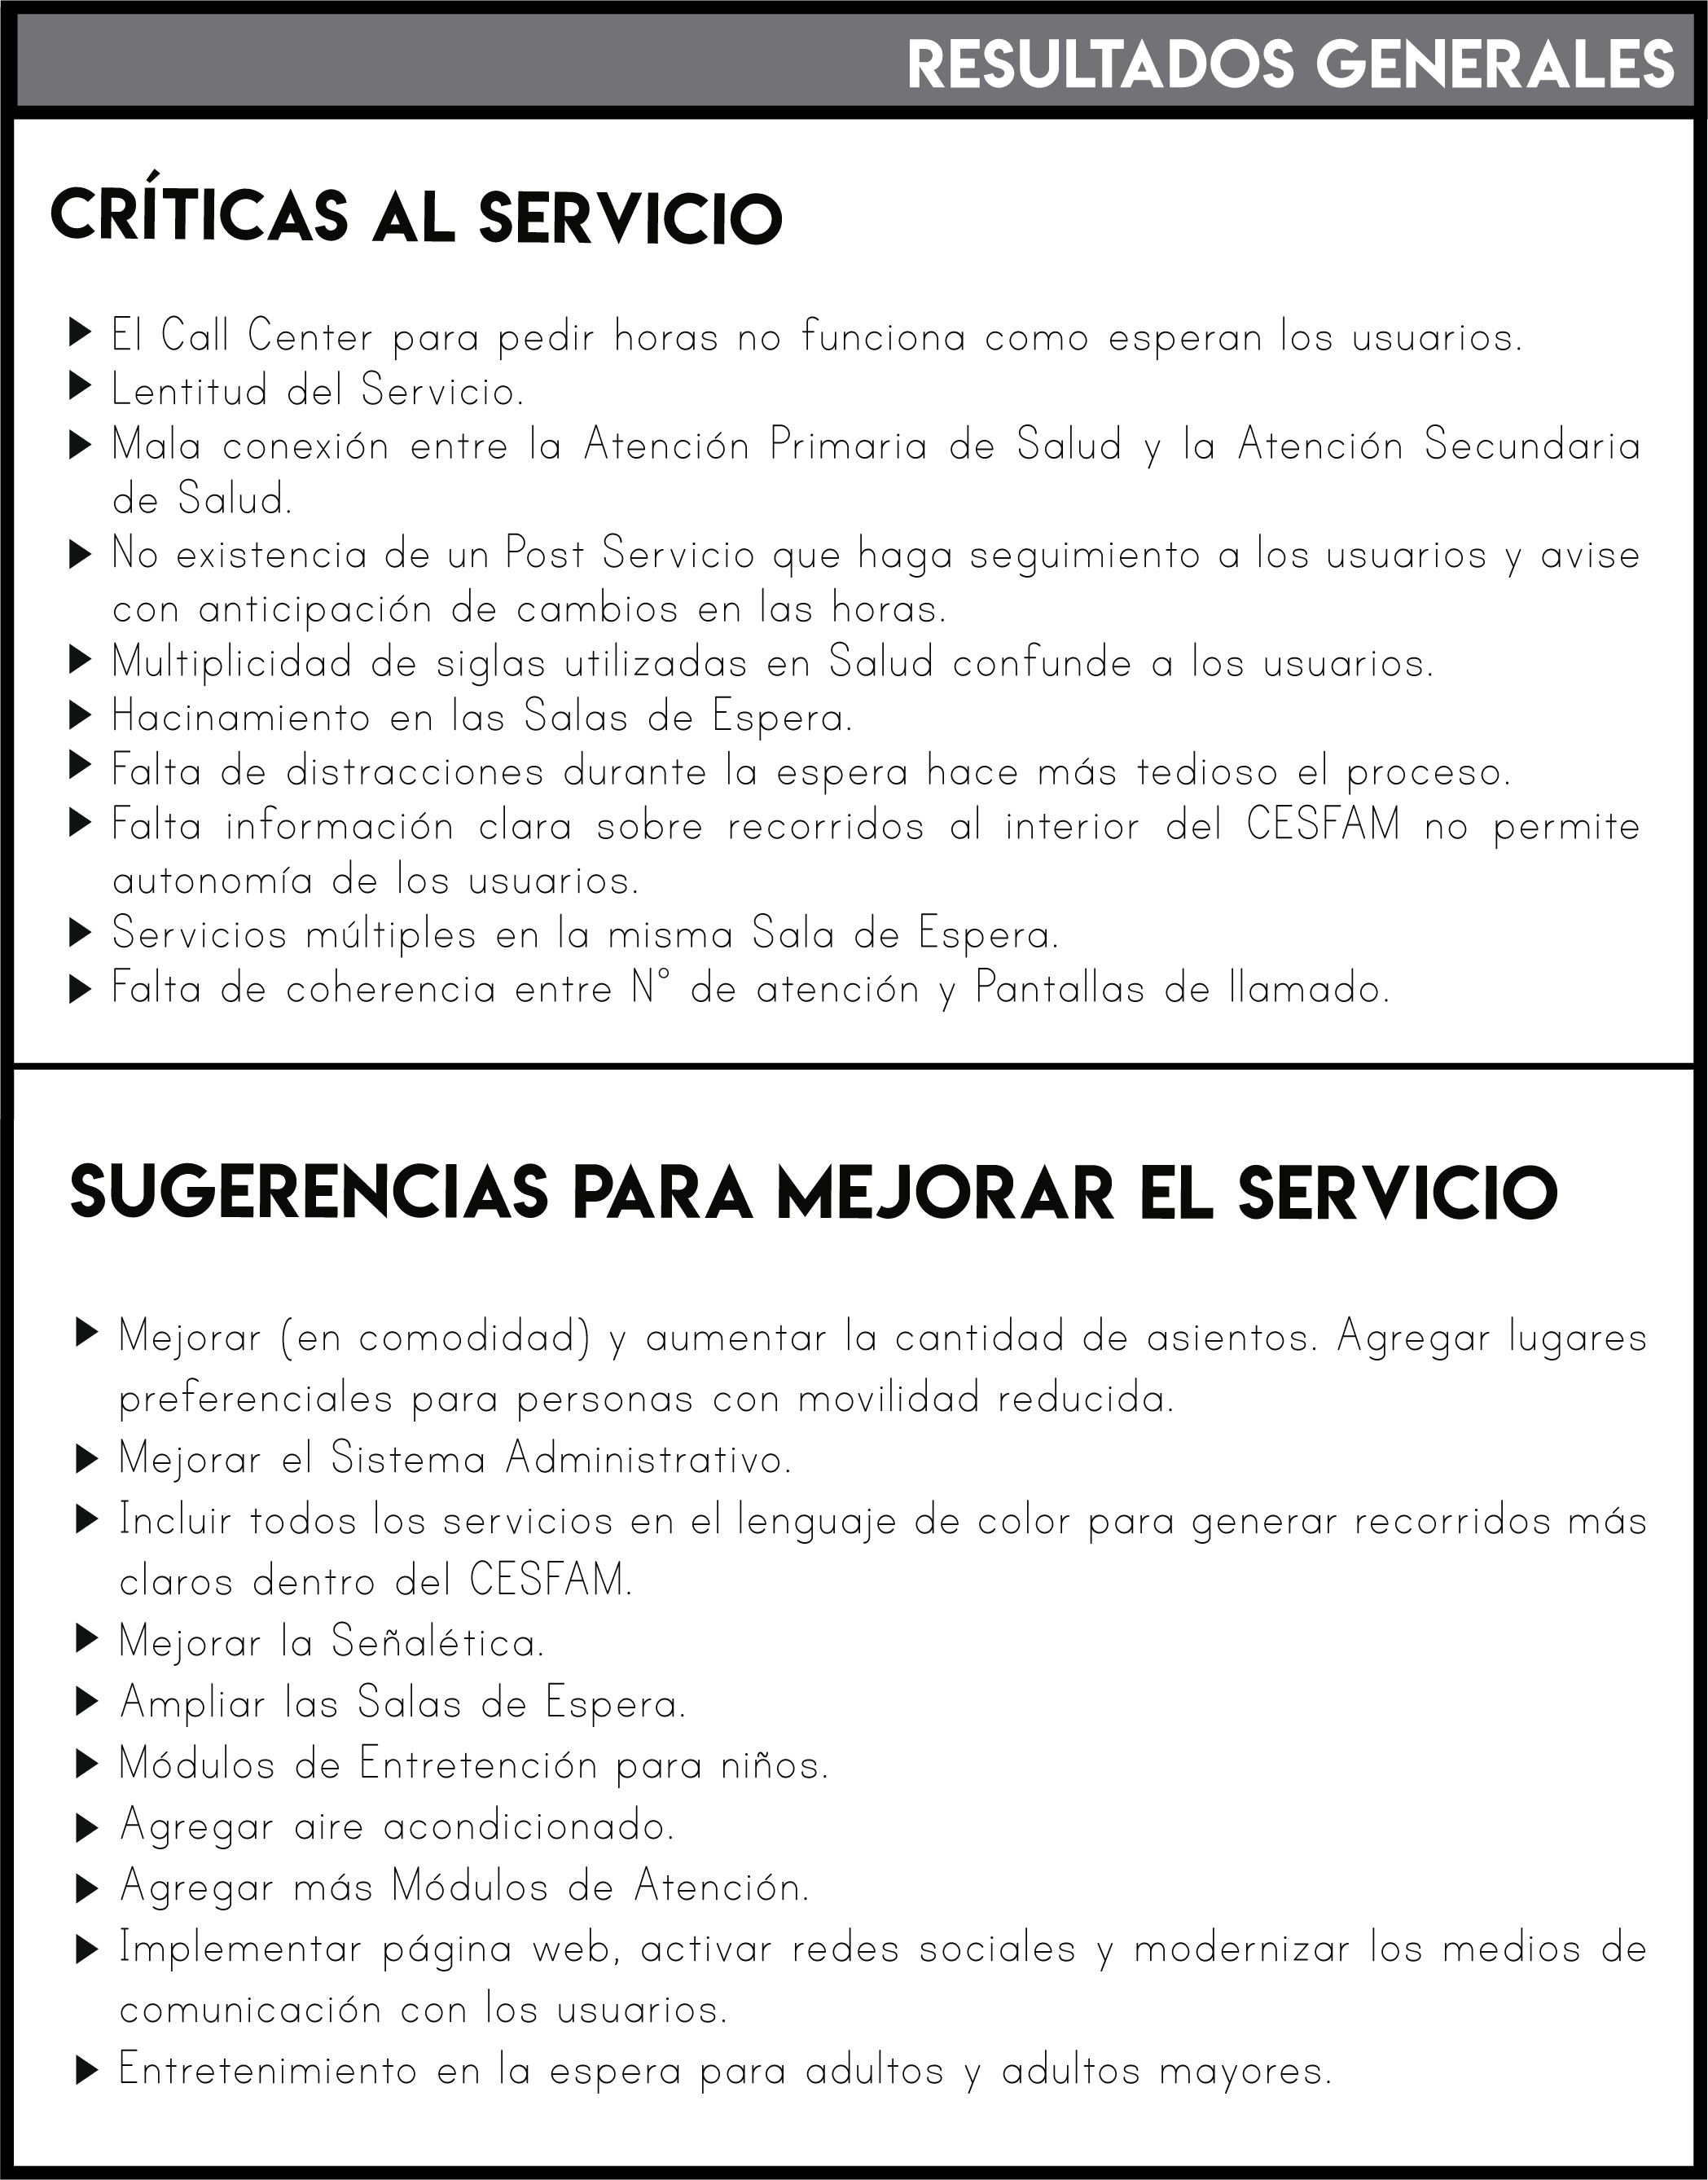 RESULTADOS GENERALES
CRÍTICAS AL SERVICIO
El Call Center para pedir horas no funciona como esperan los usuarios.
Lentitud del Servicio.
Mala conexión entre la Atención Primaria de Salud y la Atención Secundaria
de Salud.
No existencia de un Post Servicio que haga seguimiento a los usuarios y avise
con anticipación de cambios en las horas.
Multiplicidad de siglas utilizadas en Salud confunde a los usuarios.
Hacinamiento en las Salas de Espera.
Falta de distracciones durante la espera hace más tedioso el proceso.
Falta información clara sobre recorridos al interior del CESFAM no permite
autonomía de los usuarios.
Servicios múltiples en la misma Sala de Espera.
Falta de coherencia entre N° de atención y Pantallas de llamado.
SUGERENCIAS PARA MEJORAR EL SERVICIO
Mejorar (en comodidad) y aumentar la cantidad de asientos. Agregar lugares
preferenciales para personas con movilidad reducida.
Mejorar el Sistema Administrativo.
Incluir todos los servicios en el lenguaje de color para generar recorridos más
claros dentro del CESFAM.
Mejorar la Señalética.
Ampliar las Salas de Espera.
Módulos de Entretención para niños.
Agregar aire acondicionado.
Agregar más Módulos de Atención.
Implementar página web, activar redes sociales y modernizar los medios de
comunicación con los usuarios.
Entretenimiento en la espera para adultos y adultos mayores.